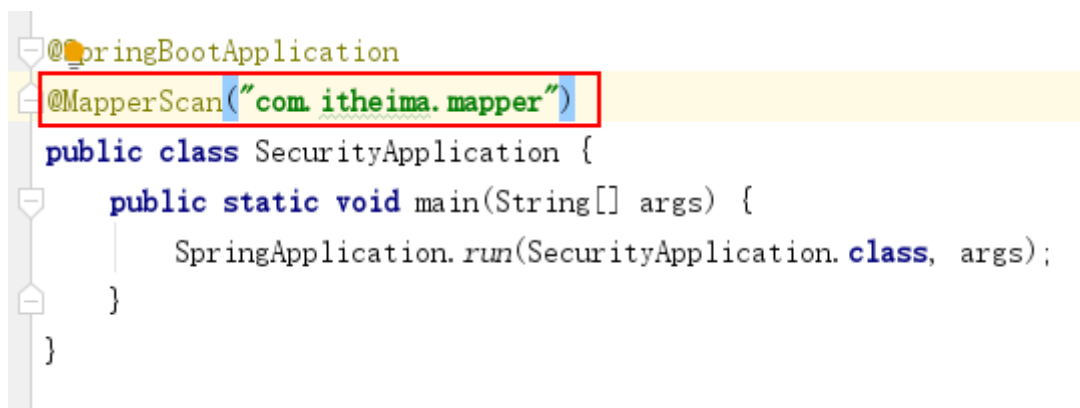 @SpringBootApplication
@MapperScan("com.itheima.mapper")
public class SecurityApplication {
public static void main(String[] args) {
SpringApplication.run(SecurityApplication.class, args);
}
}